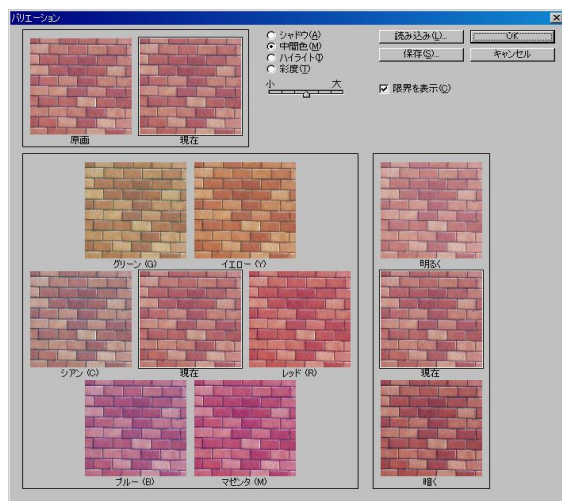 バリエーション
原画
現在
シャドウ(A)
中間色(M)
ハイライト(I)
彩度(T)
小 大
読み込み(L)...
OK
保存(S)...
キャンセル
限界を表示(C)
グリーン (G)
イエロー (Y)
シアン (C)
現在
レッド (R)
ブルー (B)
マゼンタ (M)
明るく
現在
暗く